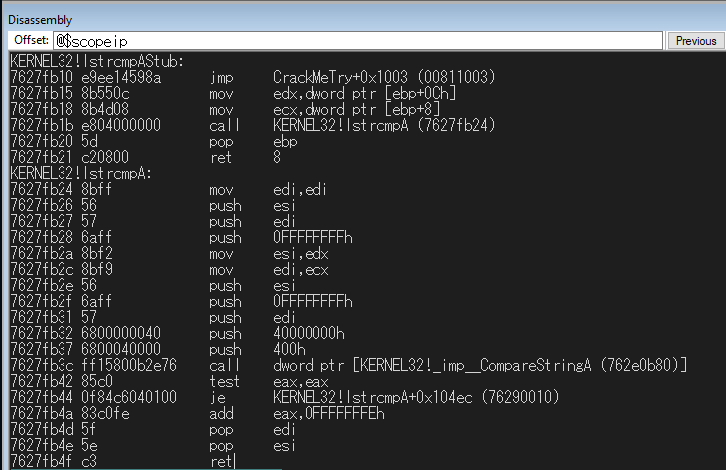 Disassembly
Offset: @$scopeip Previous
KERNEL32!lstrcmpAStub:
7627fb10 e9ee14598a jmp CrackMeTry+0x1003 (00811003)
7627fb15 8b550c mov edx,dword ptr [ebp+0Ch]
7627fb18 8b4d08 mov ecx,dword ptr [ebp+8]
7627fb1b e804000000 call KERNEL32!lstrcmpA (7627fb24)
7627fb20 5d pop ebp
7627fb21 c20800 ret 8
KERNEL32!lstrcmpA:
7627fb24 8bff mov edi,edi
7627fb26 56 push esi
7627fb27 57 push edi
7627fb28 6aff push 0FFFFFFFFh
7627fb2a 8bf2 mov esi,edx
7627fb2c 8bf9 mov edi,ecx
7627fb2e 56 push esi
7627fb2f 6aff push 0FFFFFFFFh
7627fb31 57 push edi
7627fb32 6800000040 push 40000000h
7627fb37 6800040000 push 400h
7627fb3c ff15800b2e76 call dword ptr [KERNEL32!_imp__CompareStringA (762e0b80)]
7627fb42 85c0 test eax,eax
7627fb44 0f84c6040100 je KERNEL32!lstrcmpA+0x104ec (76290010)
7627fb4a 83c0fe add eax,0FFFFFFFEh
7627fb4d 5f pop edi
7627fb4e 5e pop esi
7627fb4f c3 ret